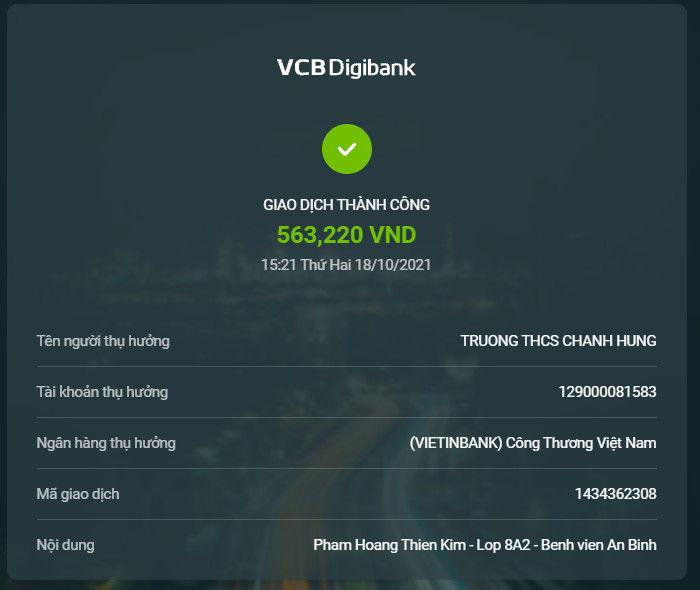 VCBDigibank
GIAO DỊCH THÀNH CÔNG
563,220 VND
15:21 Thứ Hai 18/10/2021
Tên người thụ hưởng TRUONG THCS CHANH HUNG
Tài khoản thụ hưởng 129000081583
Ngân hàng thụ hưởng (VIETINBANK) Công Thương Việt Nam
Mã giao dịch 1434362308
Nội dung Pham Hoang Thien Kim - Lop 8A2 - Benh vien An Binh